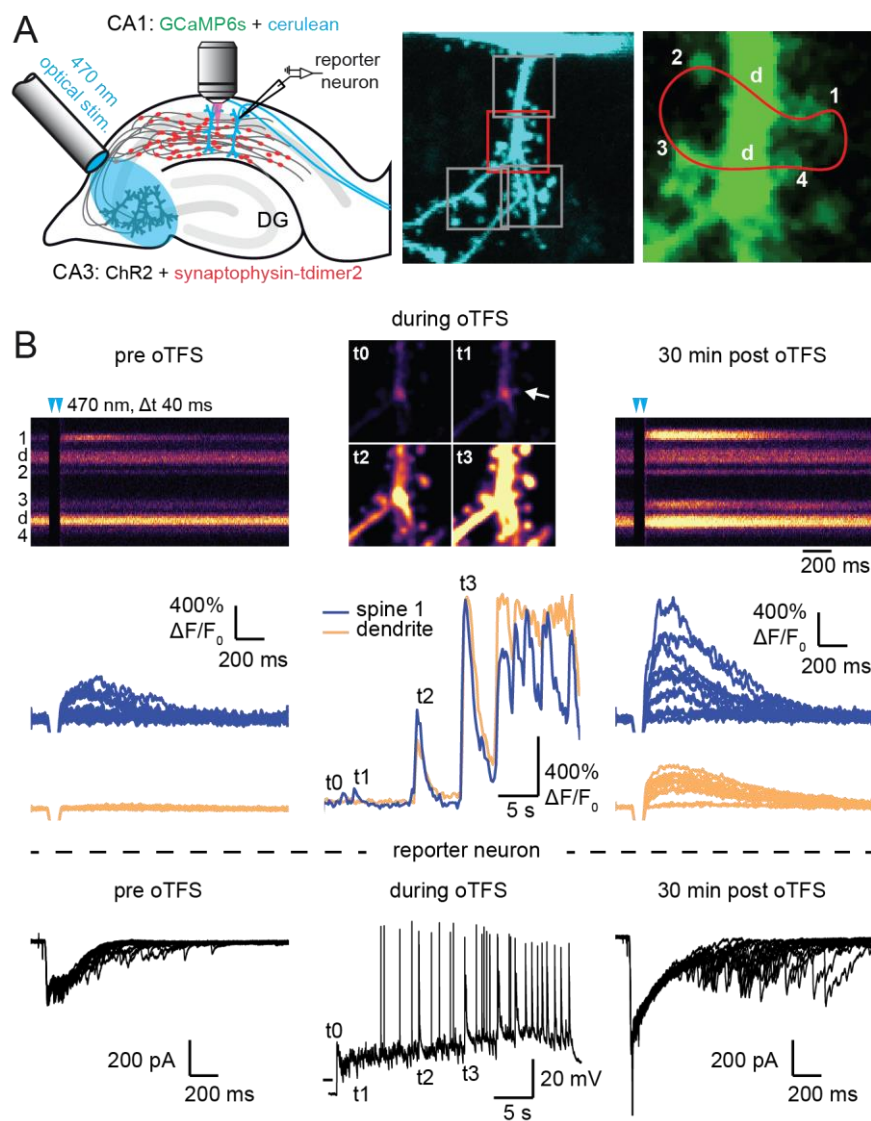 A
CA1: GCaMP6s + cerulean
470 nm
optical stim.
reporter
neuron
DG
CA3: ChR2 + synaptophysin-tdimer2
2
d
1
3
d
4
B
pre oTFS
during oTFS
30 min post oTFS
470 nm, Δt 40 ms
1
d
2
3
d
4
t0
t1
t2
t3
200 ms
400%
ΔF/F₀
200 ms
spine 1
dendrite
t0
t1
t2
t3
400%
ΔF/F₀
5 s
400%
ΔF/F₀
200 ms
reporter neuron
pre oTFS
during oTFS
30 min post oTFS
200 pA
200 ms
t0
t1
t2
t3
20 mV
5 s
200 pA
200 ms